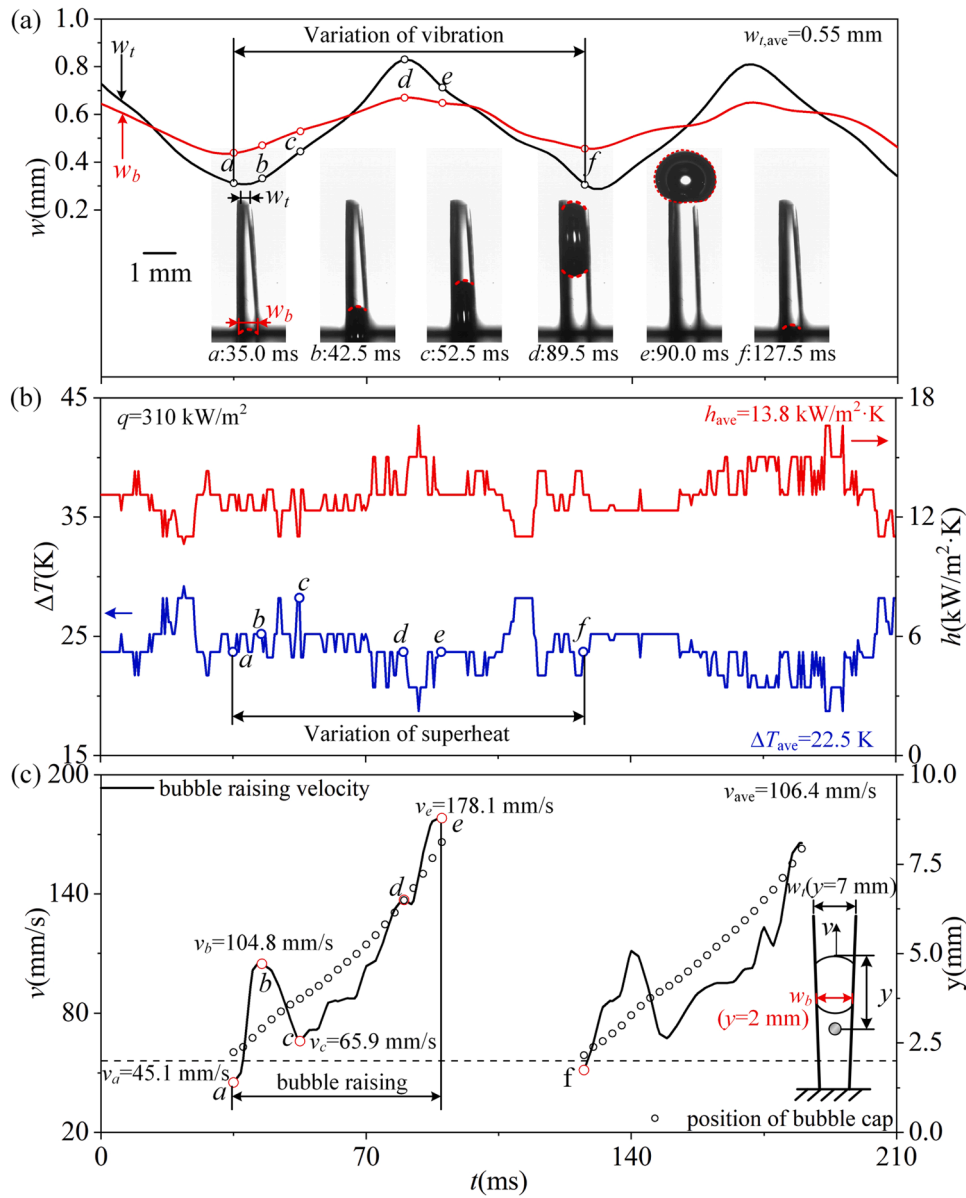 (a)
1.0
0.8
0.6
0.4
0.2
w(mm)
Variation of vibration
w_t,ave=0.55 mm
w_t
w_b
a
b
c
d
e
f
w_t
1 mm
w_b
a:35.0 ms
b:42.5 ms
c:52.5 ms
d:89.5 ms
e:90.0 ms
f:127.5 ms
(b)
45
35
25
15
ΔT(K)
q=310 kW/m²
h_ave=13.8 kW/m²·K
18
12
6
0
h(kW/m²·K)
a
b
c
d
e
f
Variation of superheat
ΔT_ave=22.5 K
(c)
200
140
80
20
v(mm/s)
bubble raising velocity
v_e=178.1 mm/s
e
v_ave=106.4 mm/s
d
v_b=104.8 mm/s
b
c
v_c=65.9 mm/s
v_a=45.1 mm/s
a
bubble raising
f
w_t(y=7 mm)
v
y
w_b
(y=2 mm)
position of bubble cap
10.0
7.5
5.0
2.5
0.0
y(mm)
0
70
140
210
t(ms)